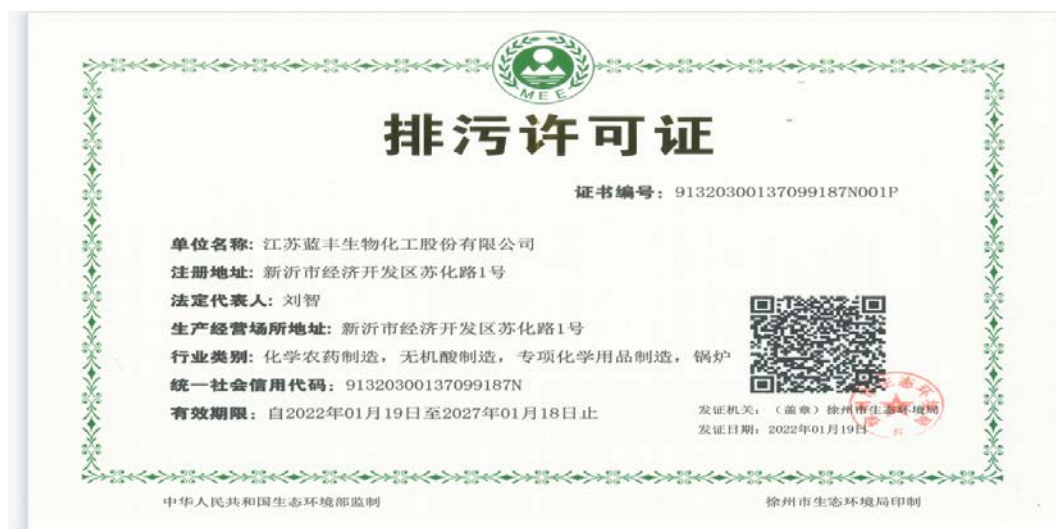 MEE
排污许可证
证书编号：91320300137099187N001P
单位名称：江苏蓝丰生物化工股份有限公司
注册地址：新沂市经济开发区苏化路1号
法定代表人：刘智
生产经营场所地址：新沂市经济开发区苏化路1号
行业类别：化学农药制造，无机酸制造，专项化学用品制造，锅炉
统一社会信用代码：91320300137099187N
有效期限：自2022年01月19日至2027年01月18日止
发证机关：（盖章）徐州市生态环境局
发证日期：2022年01月19日
中华人民共和国生态环境部监制
徐州市生态环境局印制